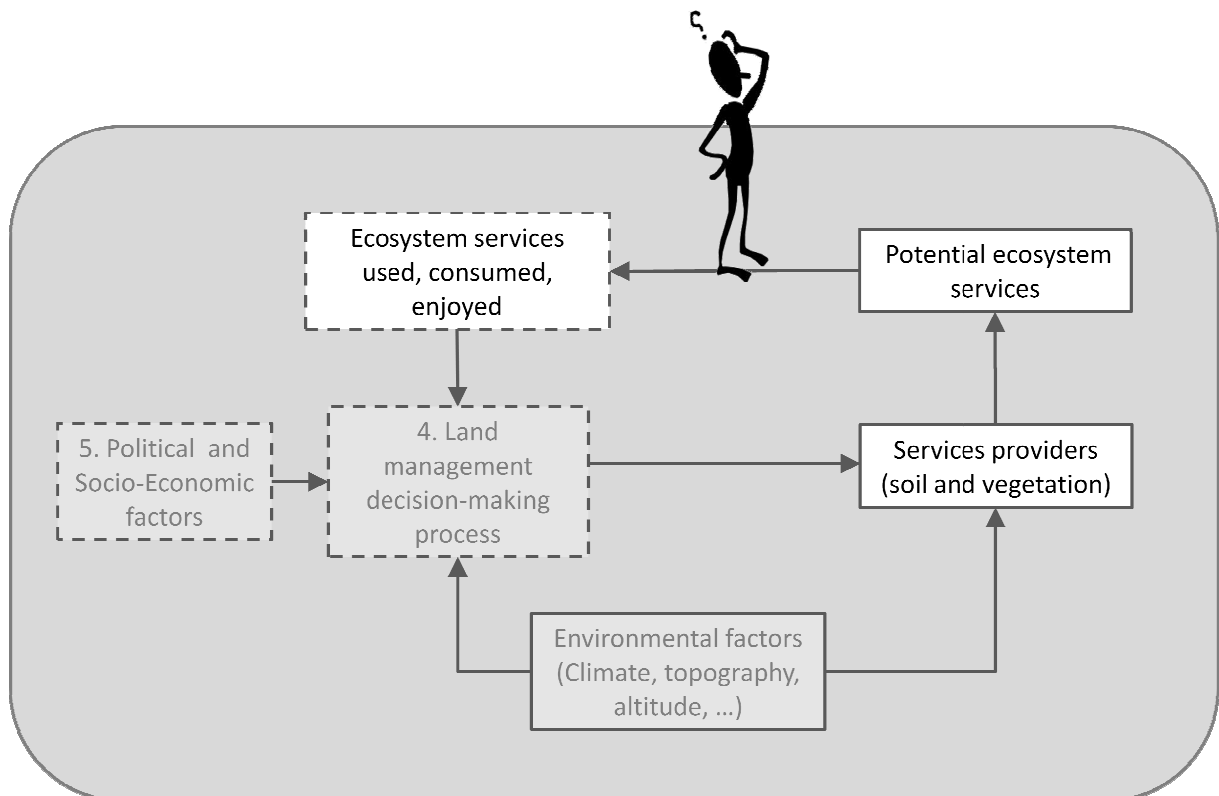 ?
Ecosystem services
used, consumed,
enjoyed
Potential ecosystem
services
5. Political and
Socio-Economic
factors
4. Land
management
decision-making
process
Services providers
(soil and vegetation)
Environmental factors
(Climate, topography,
altitude, …)